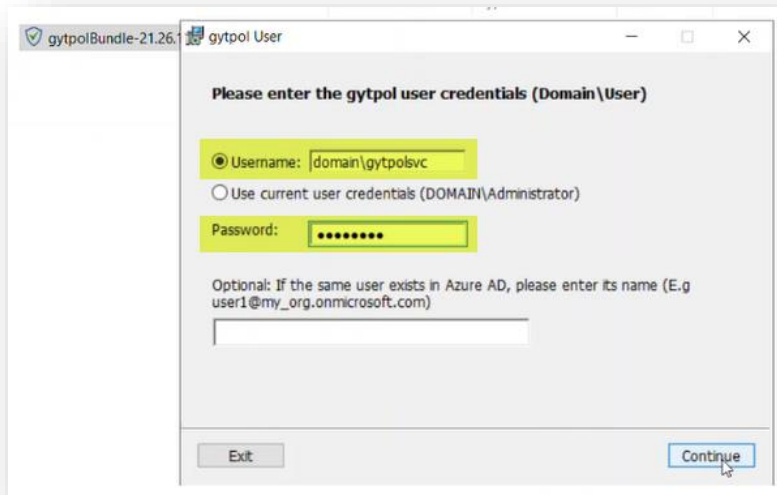 gytpolBundle-21.26.1
gytpol User
Please enter the gytpol user credentials (Domain\User)
Username: domain\gytpolsvc
Use current user credentials (DOMAIN\Administrator)
Password: ••••••••
Optional: If the same user exists in Azure AD, please enter its name (E.g
user1@my_org.onmicrosoft.com)
Exit
Continue